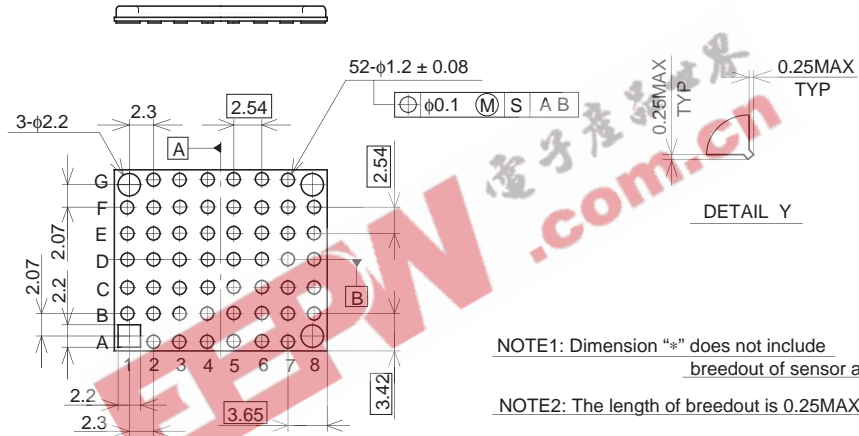 52-ϕ1.2 ± 0.08
0.25MAX
TYP
0.25MAX
TYP
2.3
2.54
ϕ0.1 Ⓜ S A B
3-ϕ2.2
A
電子產品世界
2.54
G
F
E
D
C
B
A
.com.cn
DETAIL Y
2.07
2.07
2.2
B
EEPW
1 2 3 4 5 6 7 8
NOTE1: Dimension “*” does not include
breedout of sensor a
2.2
2.3
3.65
3.42
NOTE2: The length of breedout is 0.25MAX